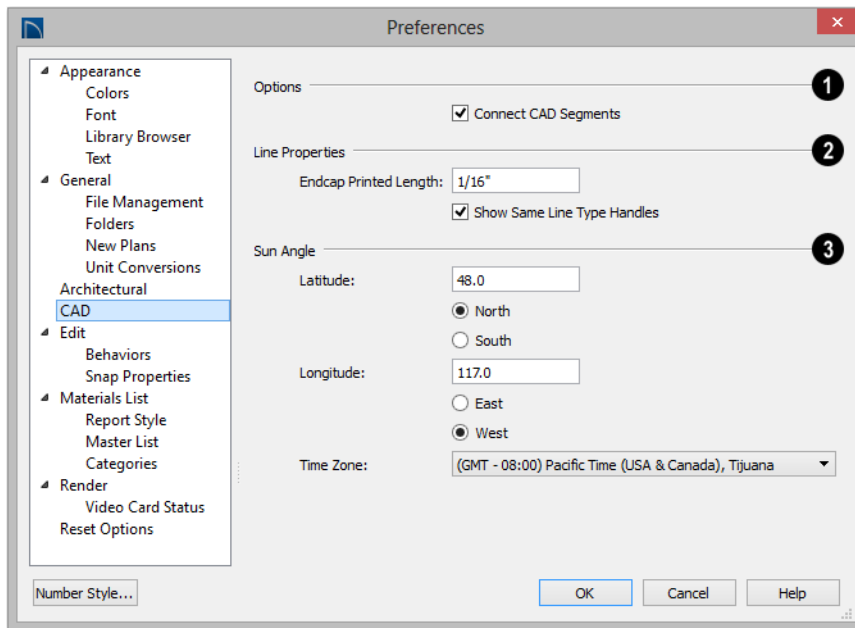 Preferences
Appearance
Colors
Font
Library Browser
Text
General
File Management
Folders
New Plans
Unit Conversions
Architectural
CAD
Edit
Behaviors
Snap Properties
Materials List
Report Style
Master List
Categories
Render
Video Card Status
Reset Options
Options 1
Connect CAD Segments
Line Properties 2
Endcap Printed Length: 1/16"
Show Same Line Type Handles
Sun Angle 3
Latitude: 48.0
North
South
Longitude: 117.0
East
West
Time Zone: (GMT - 08:00) Pacific Time (USA & Canada), Tijuana
Number Style... OK Cancel Help